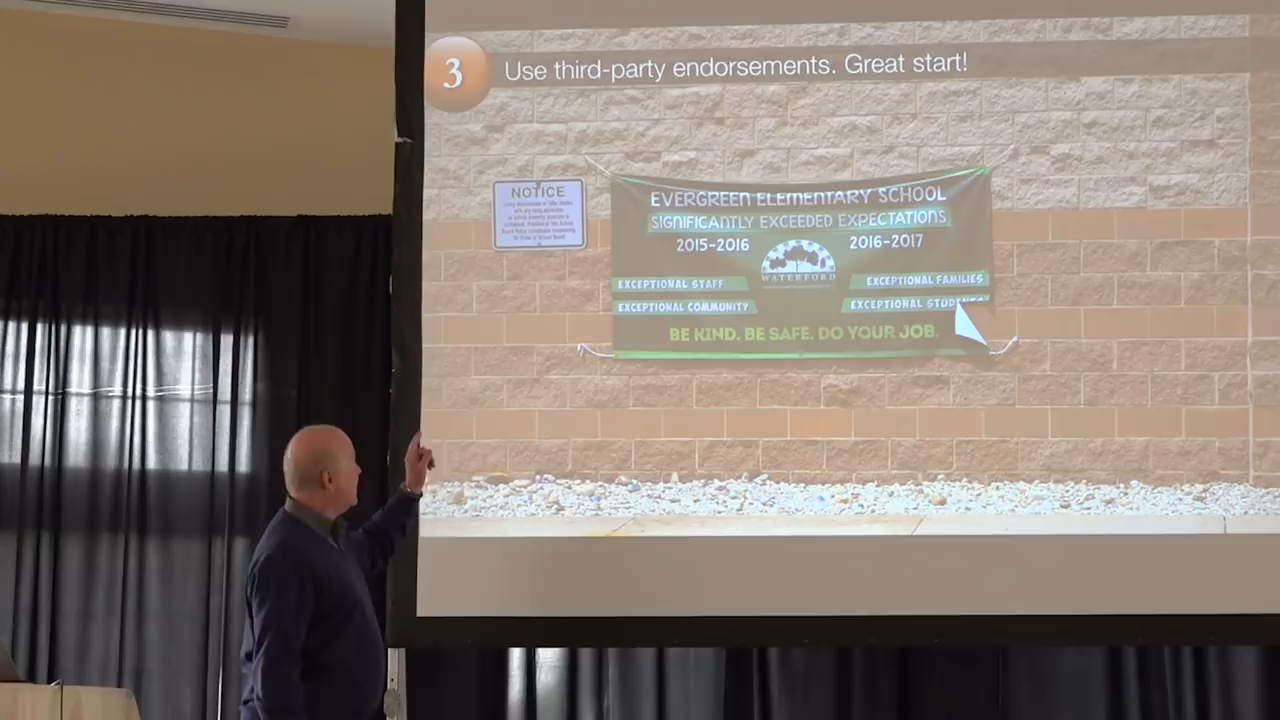 3
Use third-party endorsements. Great start!
NOTICE
EVERGREEN ELEMENTARY SCHOOL
SIGNIFICANTLY EXCEEDED EXPECTATIONS
2015-2016
2016-2017
WATERFORD
EXCEPTIONAL STAFF
EXCEPTIONAL FAMILIES
EXCEPTIONAL COMMUNITY
EXCEPTIONAL STUDENTS
BE KIND. BE SAFE. DO YOUR JOB.